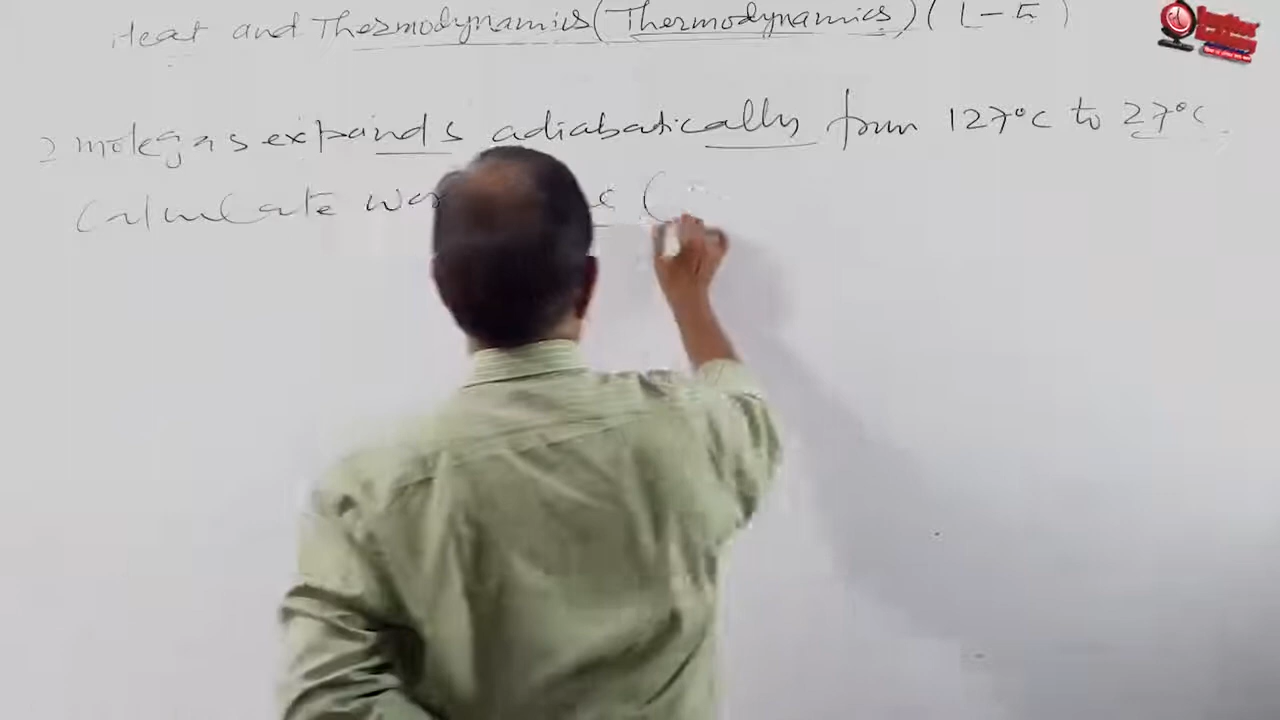 Heat and Thermodynamics (Thermodynamics) (L-5)
2 mole gas expands adiabatically from 127°C to 27°C.
Calculate (